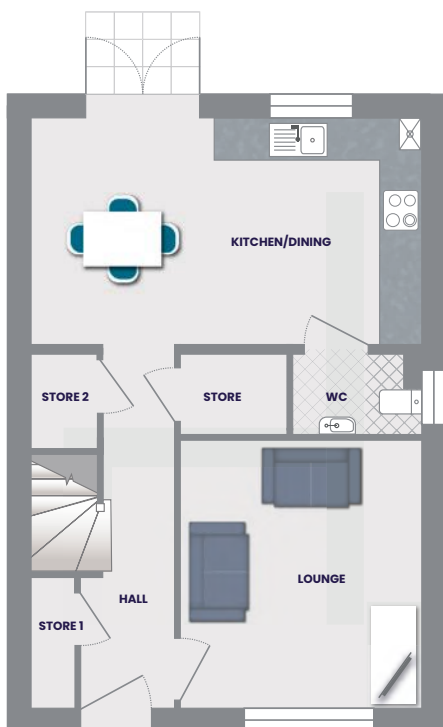 KITCHEN/DINING
STORE 2
STORE
WC
LOUNGE
HALL
STORE 1